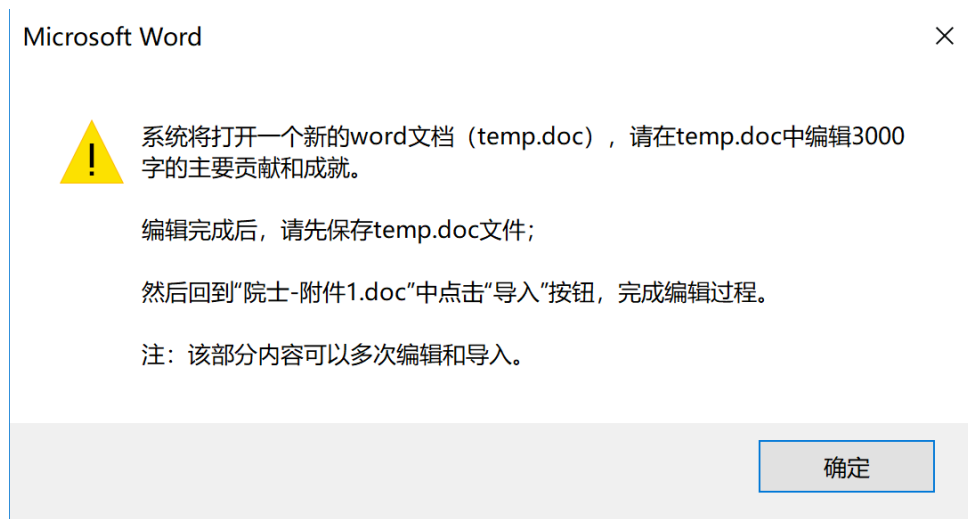 Microsoft Word
系统将打开一个新的word文档（temp.doc），请在temp.doc中编辑3000
字的主要贡献和成就。
编辑完成后，请先保存temp.doc文件；
然后回到“院士-附件1.doc”中点击“导入”按钮，完成编辑过程。
注：该部分内容可以多次编辑和导入。
确定